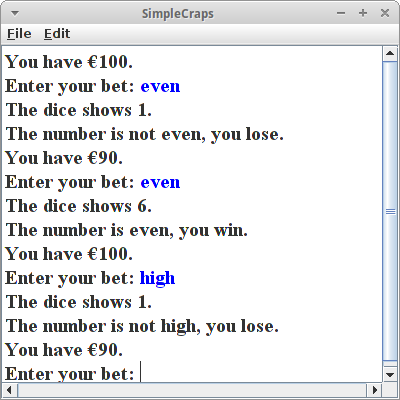 SimpleCraps
File Edit
You have €100.
Enter your bet: even
The dice shows 1.
The number is not even, you lose.
You have €90.
Enter your bet: even
The dice shows 6.
The number is even, you win.
You have €100.
Enter your bet: high
The dice shows 1.
The number is not high, you lose.
You have €90.
Enter your bet: